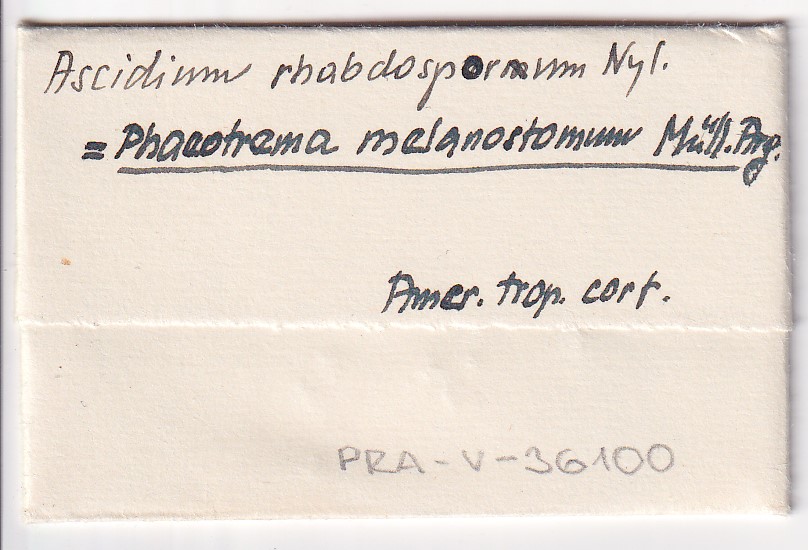 Ascidium rhabdosporum Nyl.
= Phaeotrema melanostomum Müll. Arg.
Amer. trop. cort.
PRA-V-36100